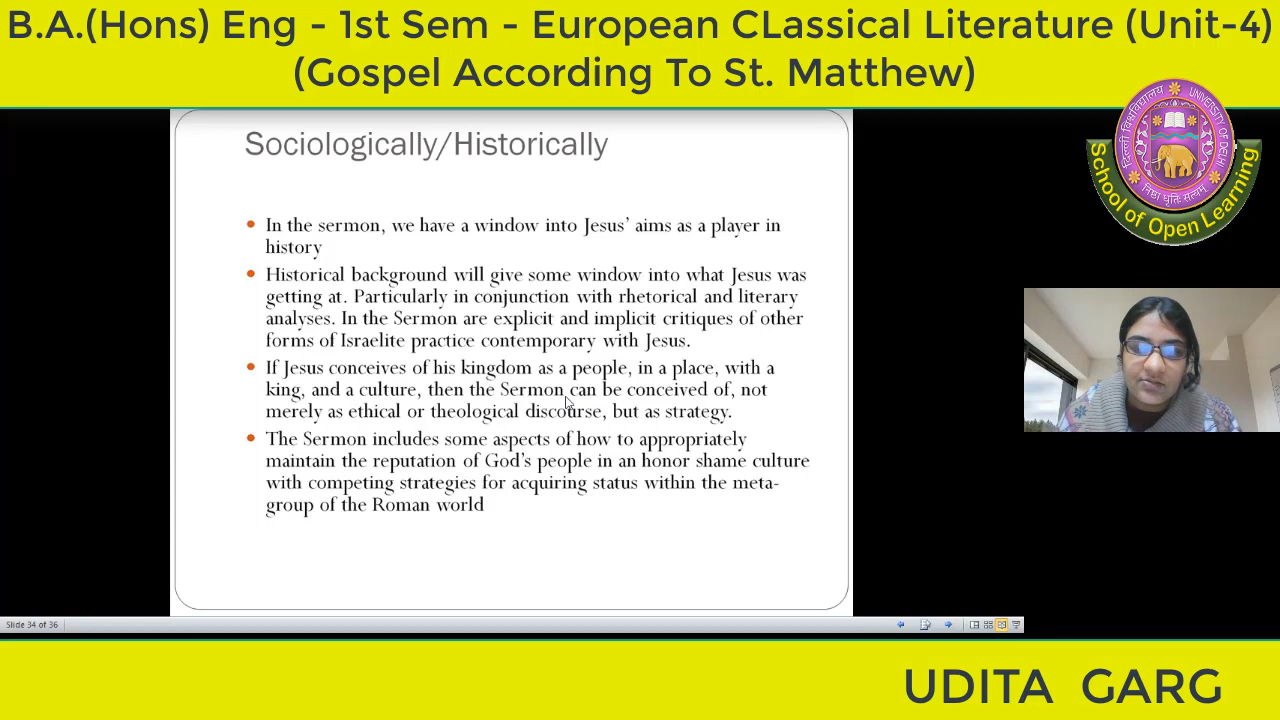 B.A.(Hons) Eng - 1st Sem - European CLassical Literature (Unit-4)
(Gospel According To St. Matthew)
Sociologically/Historically
In the sermon, we have a window into Jesus’ aims as a player in
history
Historical background will give some window into what Jesus was
getting at. Particularly in conjunction with rhetorical and literary
analyses. In the Sermon are explicit and implicit critiques of other
forms of Israelite practice contemporary with Jesus.
If Jesus conceives of his kingdom as a people, in a place, with a
king, and a culture, then the Sermon can be conceived of, not
merely as ethical or theological discourse, but as strategy.
The Sermon includes some aspects of how to appropriately
maintain the reputation of God’s people in an honor shame culture
with competing strategies for acquiring status within the meta-
group of the Roman world
Slide 34 of 36
दिल्ली विश्वविद्यालय
UNIVERSITY OF DELHI
निष्ठा धृतिः सत्यम्
School of Open Learning
UDITA GARG